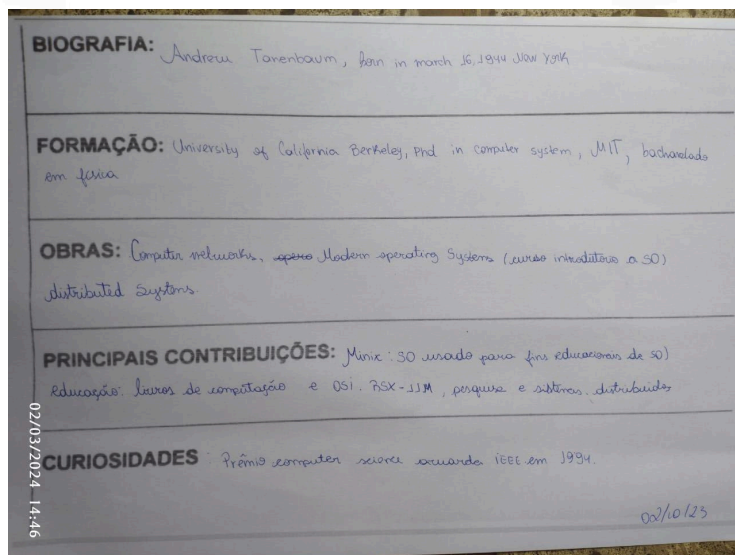 BIOGRAFIA: Andrew Tanenbaum, born in march 16, 1944 New York
FORMAÇÃO: University of California Berkeley, Phd in computer system, MIT, bacharelado
em física
OBRAS: Computer networks, Modern operating Systems (curso introdutório a SO)
distributed Systems
PRINCIPAIS CONTRIBUIÇÕES: Minix: SO usado para fins educacionais de SO)
Educação: livros de computação e OSI. RSX-11M, pesquisa e sistemas distribuidos
CURIOSIDADES: Prêmio computer science awards IEEE em 1994.
02/10/23
02/03/2024 14:46